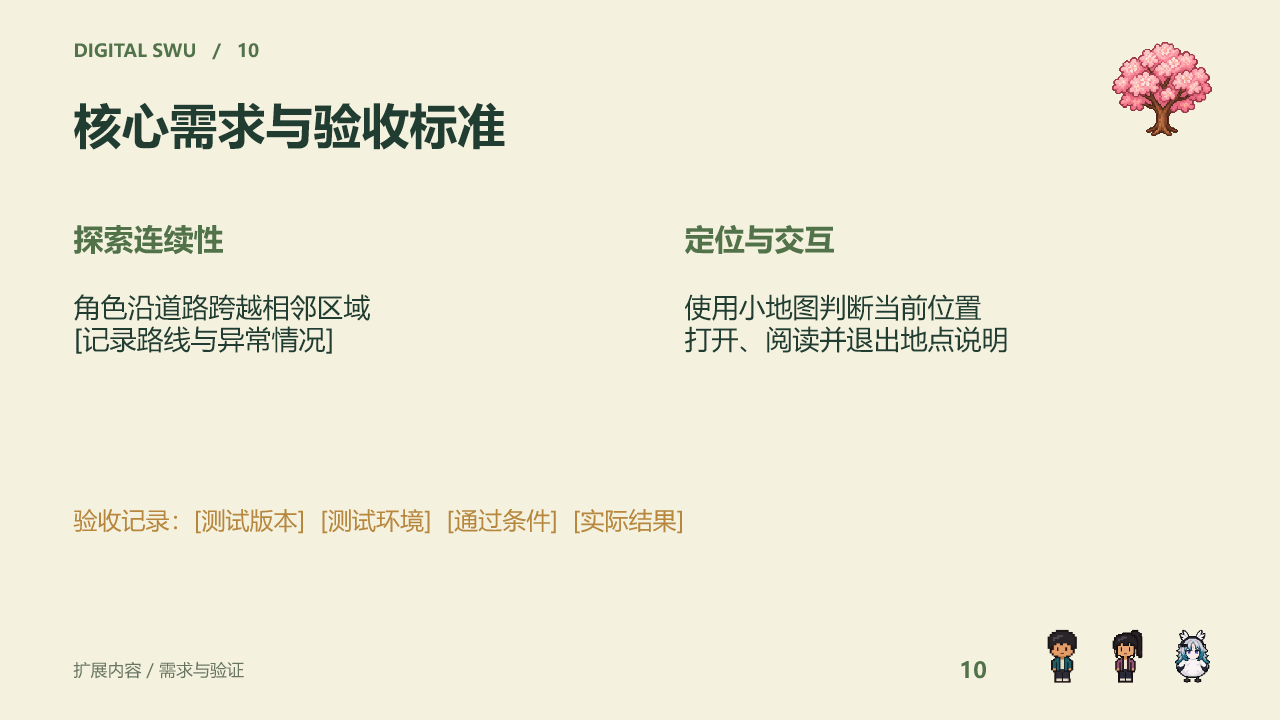 DIGITAL SWU / 10
核心需求与验收标准
探索连续性
角色沿道路跨越相邻区域
[记录路线与异常情况]
定位与交互
使用小地图判断当前位置
打开、阅读并退出地点说明
验收记录：[测试版本] [测试环境] [通过条件] [实际结果]
扩展内容 / 需求与验证
10